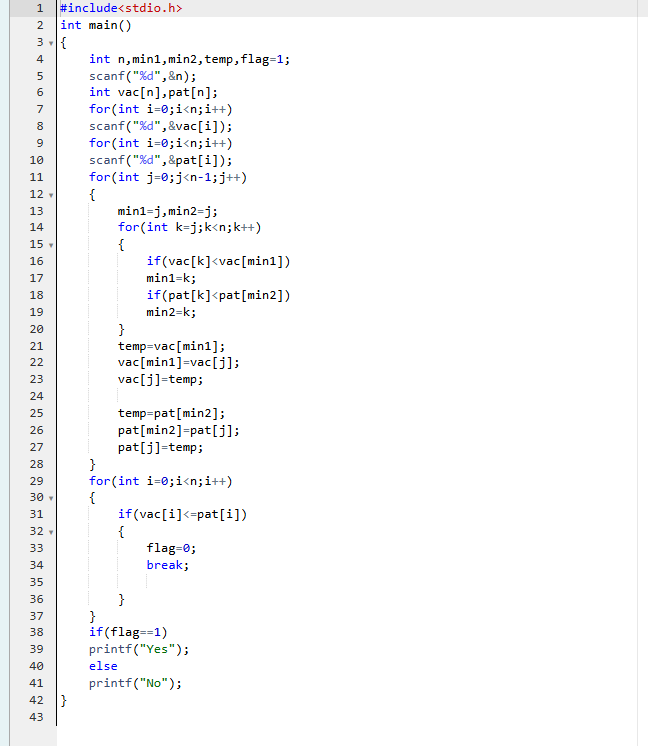 1 #include<stdio.h>
2 int main()
3 {
4     int n,min1,min2,temp,flag=1;
5     scanf("%d",&n);
6     int vac[n],pat[n];
7     for(int i=0;i<n;i++)
8     scanf("%d",&vac[i]);
9     for(int i=0;i<n;i++)
10     scanf("%d",&pat[i]);
11     for(int j=0;j<n-1;j++)
12     {
13         min1=j,min2=j;
14         for(int k=j;k<n;k++)
15         {
16             if(vac[k]<vac[min1])
17             min1=k;
18             if(pat[k]<pat[min2])
19             min2=k;
20         }
21         temp=vac[min1];
22         vac[min1]=vac[j];
23         vac[j]=temp;
24
25         temp=pat[min2];
26         pat[min2]=pat[j];
27         pat[j]=temp;
28     }
29     for(int i=0;i<n;i++)
30     {
31         if(vac[i]<=pat[i])
32         {
33             flag=0;
34             break;
35
36         }
37     }
38     if(flag==1)
39     printf("Yes");
40     else
41     printf("No");
42 }
43